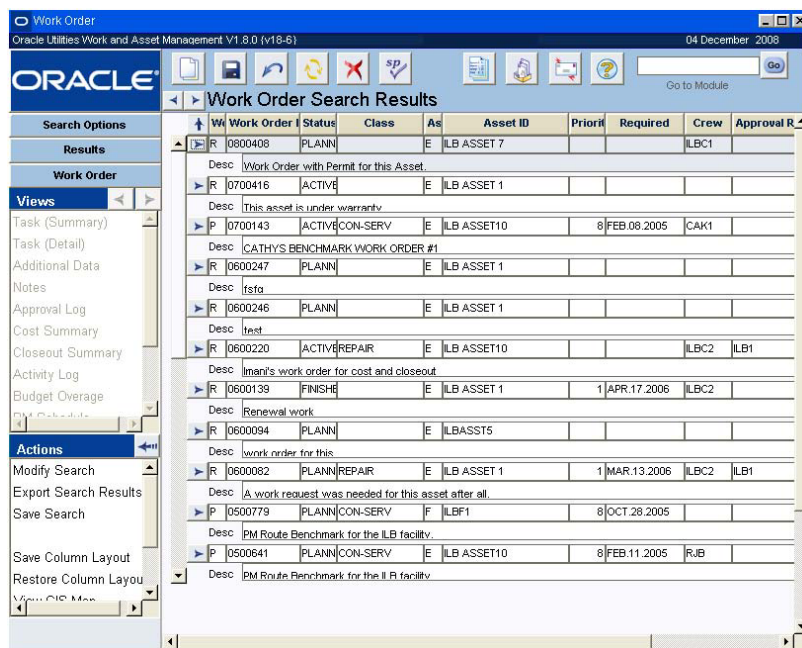 Work Order
Oracle Utilities Work and Asset Management V1.8.0 (v18-6)
04 December 2008
ORACLE
sp
Go
Go to Module
Work Order Search Results
Search Options
Results
Work Order
Views
Task (Summary)
Task (Detail)
Additional Data
Notes
Approval Log
Cost Summary
Closeout Summary
Activity Log
Budget Overage
PM Schedule
Actions
Modify Search
Export Search Results
Save Search
Save Column Layout
Restore Column Layou
View GIS Map
W Work Order I Status Class As Asset ID Priorit Required Crew Approval R
R 0800408 PLANN E ILB ASSET 7 ILBC1
Desc Work Order with Permit for this Asset.
R 0700416 ACTIVE E ILB ASSET 1
Desc This asset is under warranty
P 0700143 ACTIVE CON-SERV E ILB ASSET10 8 FEB.08.2005 CAK1
Desc CATHYS BENCHMARK WORK ORDER #1
R 0600247 PLANN E ILB ASSET 1
Desc
R 0600246 PLANN E ILB ASSET 1
Desc test
R 0600220 ACTIVE REPAIR E ILB ASSET10 ILBC2 ILB1
Desc Imani's work order for cost and closeout
R 0600139 FINISHE E ILB ASSET 1 1 APR.17.2006 ILBC2
Desc Renewal work
R 0600094 PLANN E ILBASST5
Desc work order for this
R 0600082 PLANN REPAIR E ILB ASSET 1 1 MAR.13.2006 ILBC2 ILB1
Desc A work request was needed for this asset after all.
P 0500779 PLANN CON-SERV F ILBF1 8 OCT.28.2005
Desc PM Route Benchmark for the ILB facility.
P 0500641 PLANN CON-SERV E ILB ASSET10 8 FEB.11.2005 RJB
Desc PM Route Benchmark for the ILB facility